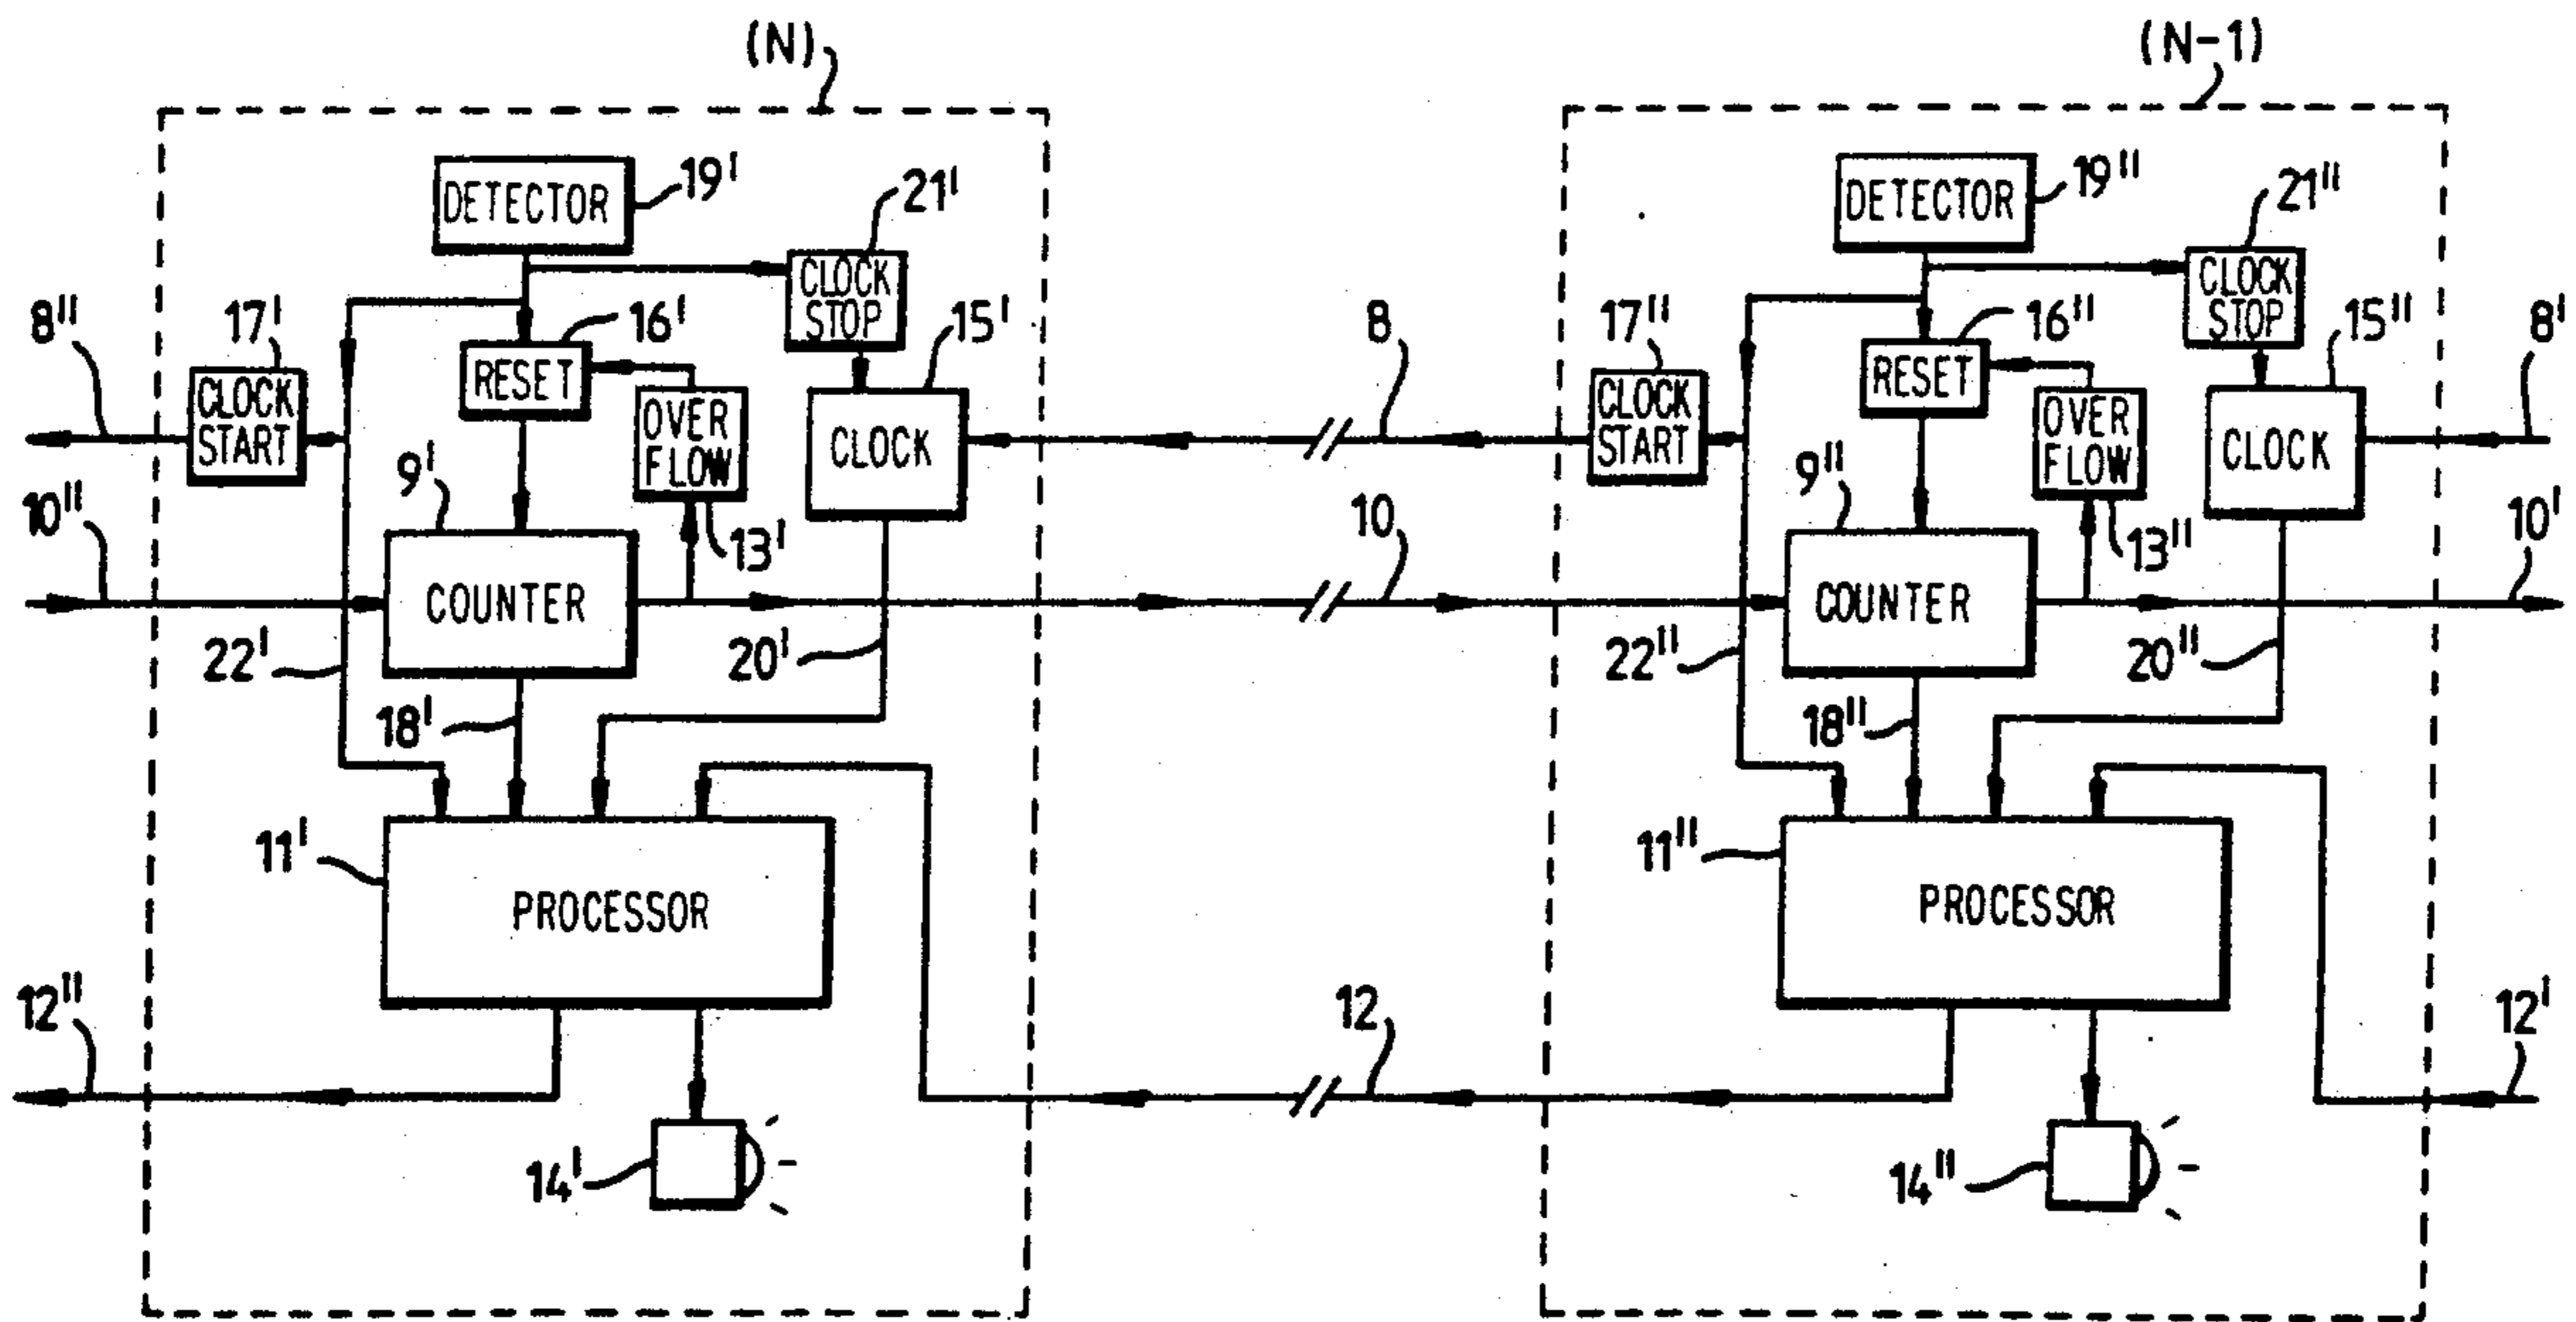 (N)
(N-1)
DETECTOR
19'
21'
CLOCK
STOP
8"
17'
16'
15'
CLOCK
START
RESET
OVER
FLOW
CLOCK
9'
13'
10"
COUNTER
22'
20'
18'
11'
PROCESSOR
12"
14'
8
10
12
DETECTOR
19"
21"
CLOCK
STOP
17"
16"
15"
8'
CLOCK
START
RESET
OVER
FLOW
CLOCK
9"
13"
10'
COUNTER
22"
20"
18"
11"
PROCESSOR
12'
14"